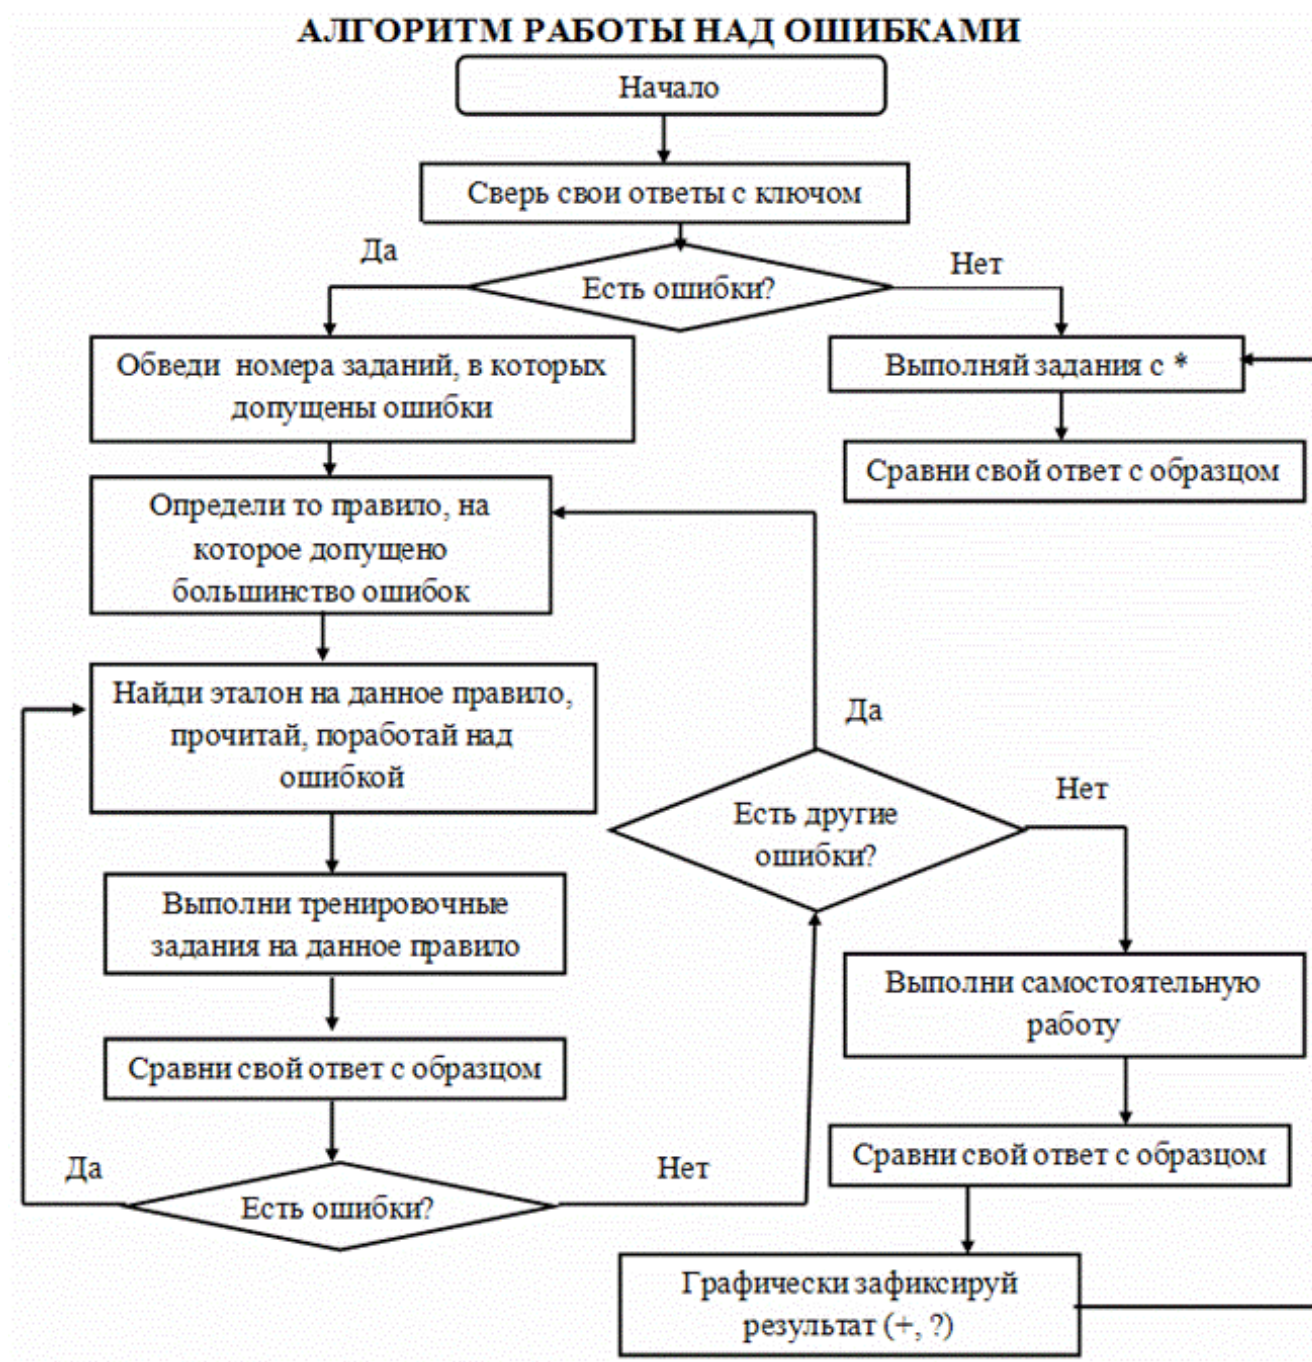 АЛГОРИТМ РАБОТЫ НАД ОШИБКАМИ
Начало
Сверь свои ответы с ключом
Да
Нет
Есть ошибки?
Обведи номера заданий, в которых
допущены ошибки
Выполняй задания с *
Сравни свой ответ с образцом
Определи то правило, на
которое допущено
большинство ошибок
Найди эталон на данное правило,
прочитай, поработай над
ошибкой
Да
Нет
Есть другие
ошибки?
Выполни тренировочные
задания на данное правило
Выполни самостоятельную
работу
Сравни свой ответ с образцом
Сравни свой ответ с образцом
Да
Нет
Есть ошибки?
Графически зафиксируй
результат (+, ?)